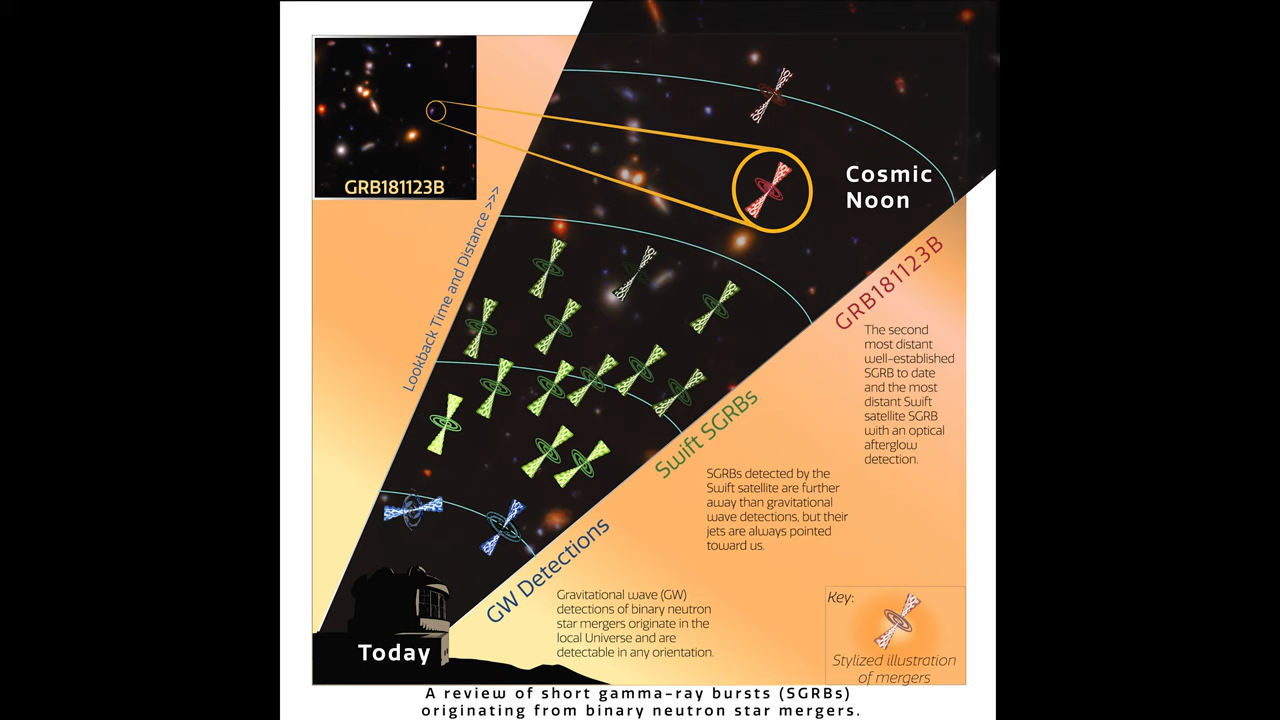 GRB181123B
Cosmic
Noon
Lookback Time and Distance >>>
GRB181123B
The second
most distant
well-established
SGRB to date
and the most
distant Swift
satellite SGRB
with an optical
afterglow
detection.
Swift SGRBs
SGRBs detected by the
Swift satellite are further
away than gravitational
wave detections, but their
jets are always pointed
toward us.
GW Detections
Gravitational wave (GW)
detections of binary neutron
star mergers originate in the
local Universe and are
detectable in any orientation.
Key:
Stylized illustration
of mergers
Today
A review of short gamma-ray bursts (SGRBs)
originating from binary neutron star mergers.